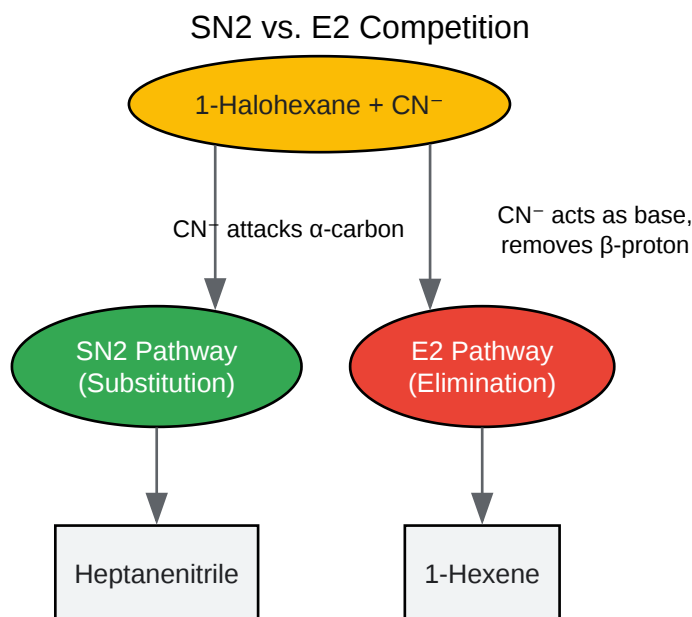 SN2 vs. E2 Competition
1-Halohexane + CN⁻
CN⁻ attacks α-carbon
CN⁻ acts as base,
removes β-proton
SN2 Pathway
(Substitution)
E2 Pathway
(Elimination)
Heptanenitrile
1-Hexene